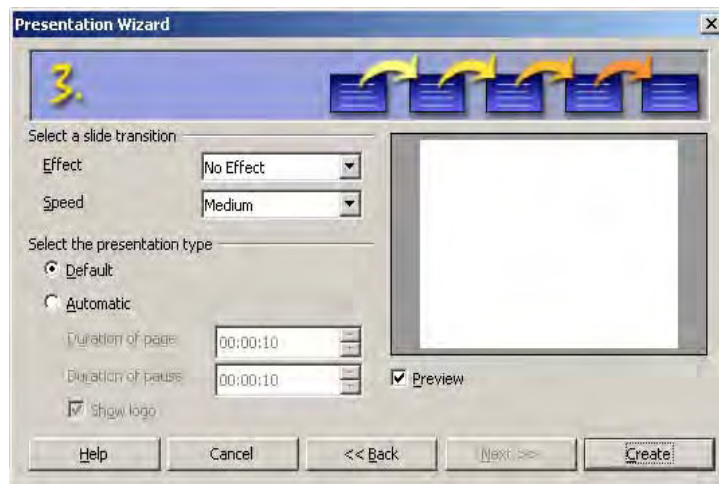 Presentation Wizard
3.
Select a slide transition
Effect No Effect
Speed Medium
Select the presentation type
Default
Automatic
Duration of page 00:00:10
Duration of pause 00:00:10
Show logo
Preview
Help Cancel << Back Next >> Create